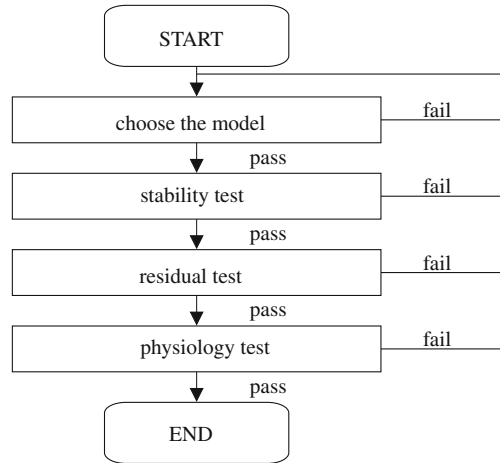 START
choose the model
fail
pass
stability test
fail
pass
residual test
fail
pass
physiology test
fail
pass
END